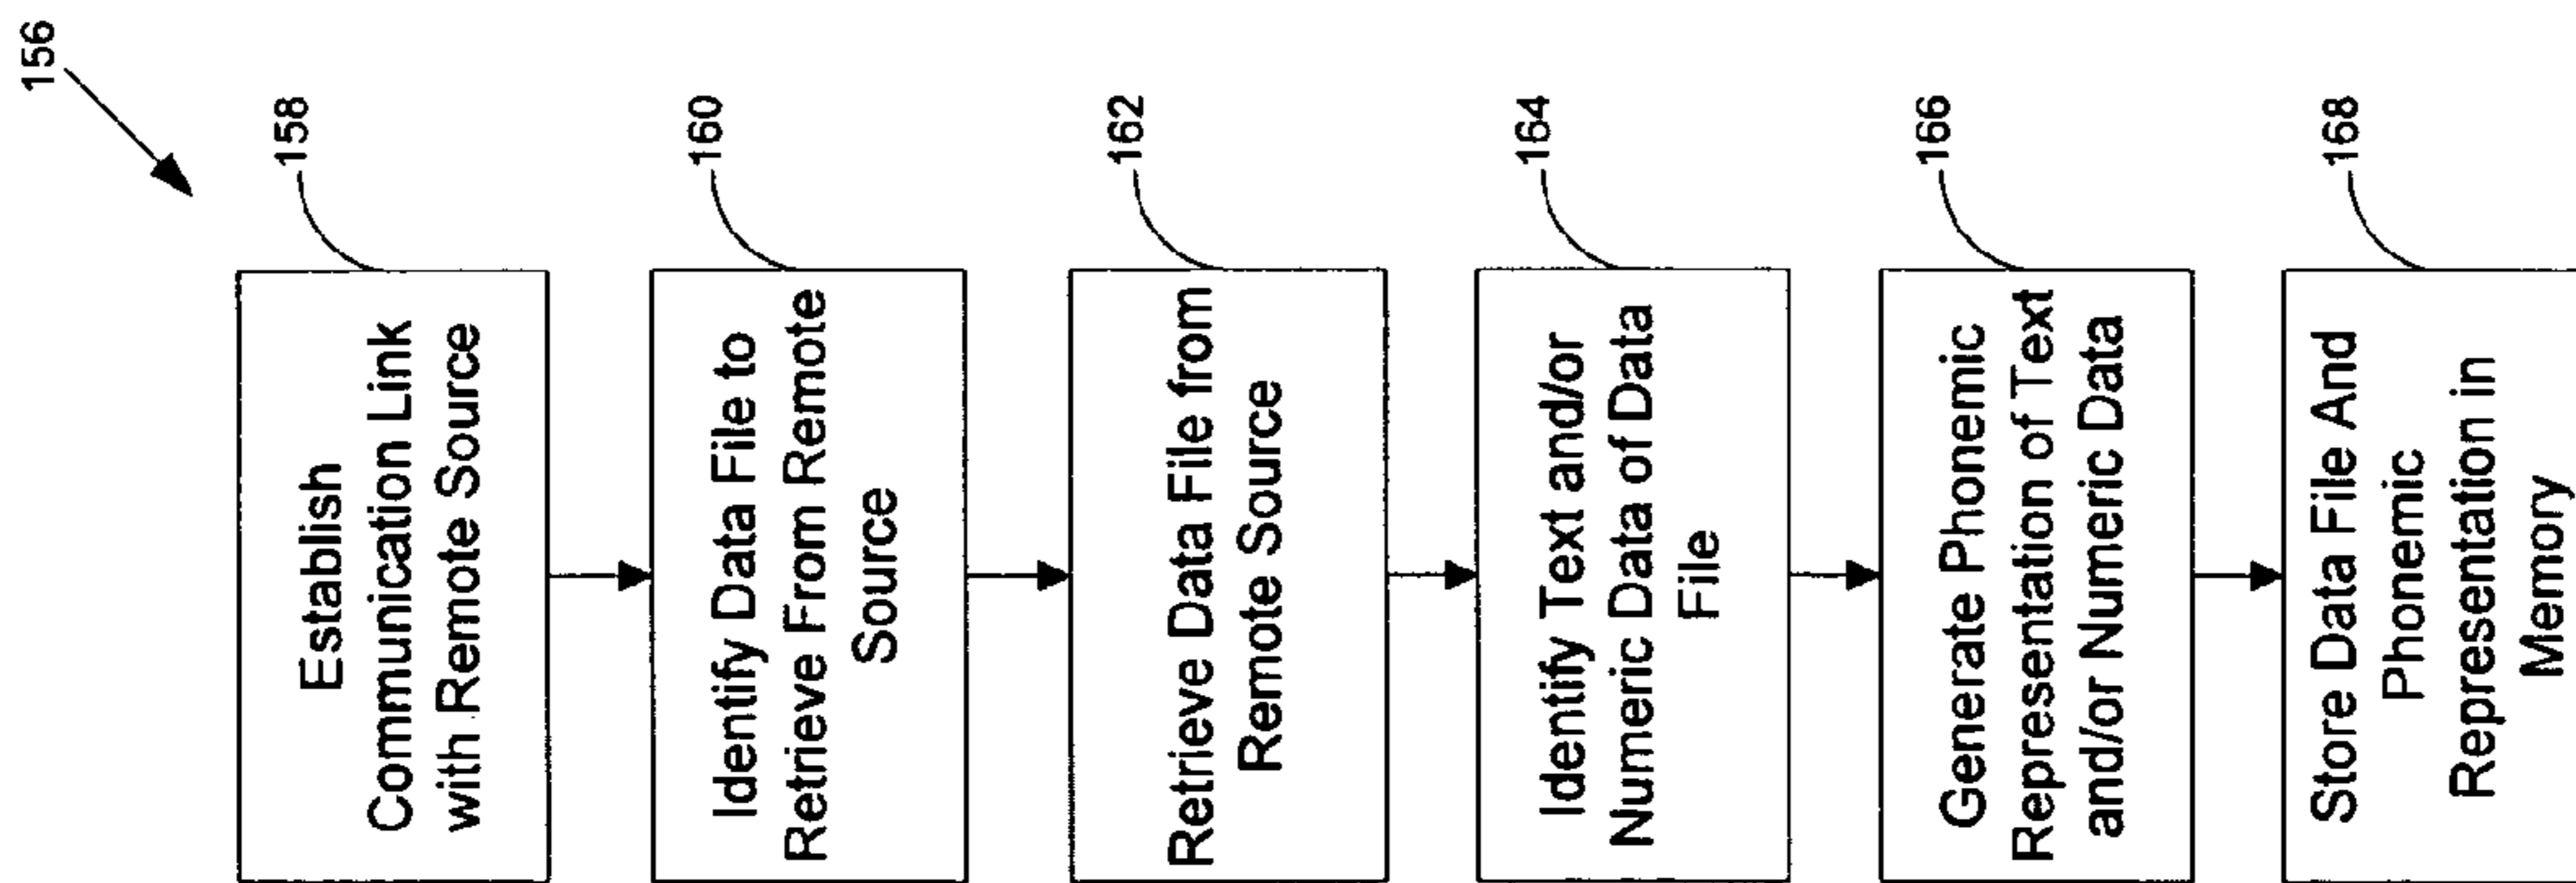 156
158
Establish
Communication Link
with Remote Source
160
Identify Data File to
Retrieve From Remote
Source
162
Retrieve Data File from
Remote Source
164
Identify Text and/or
Numeric Data of Data
File
166
Generate Phonemic
Representation of Text
and/or Numeric Data
168
Store Data File And
Phonemic
Representation in
Memory